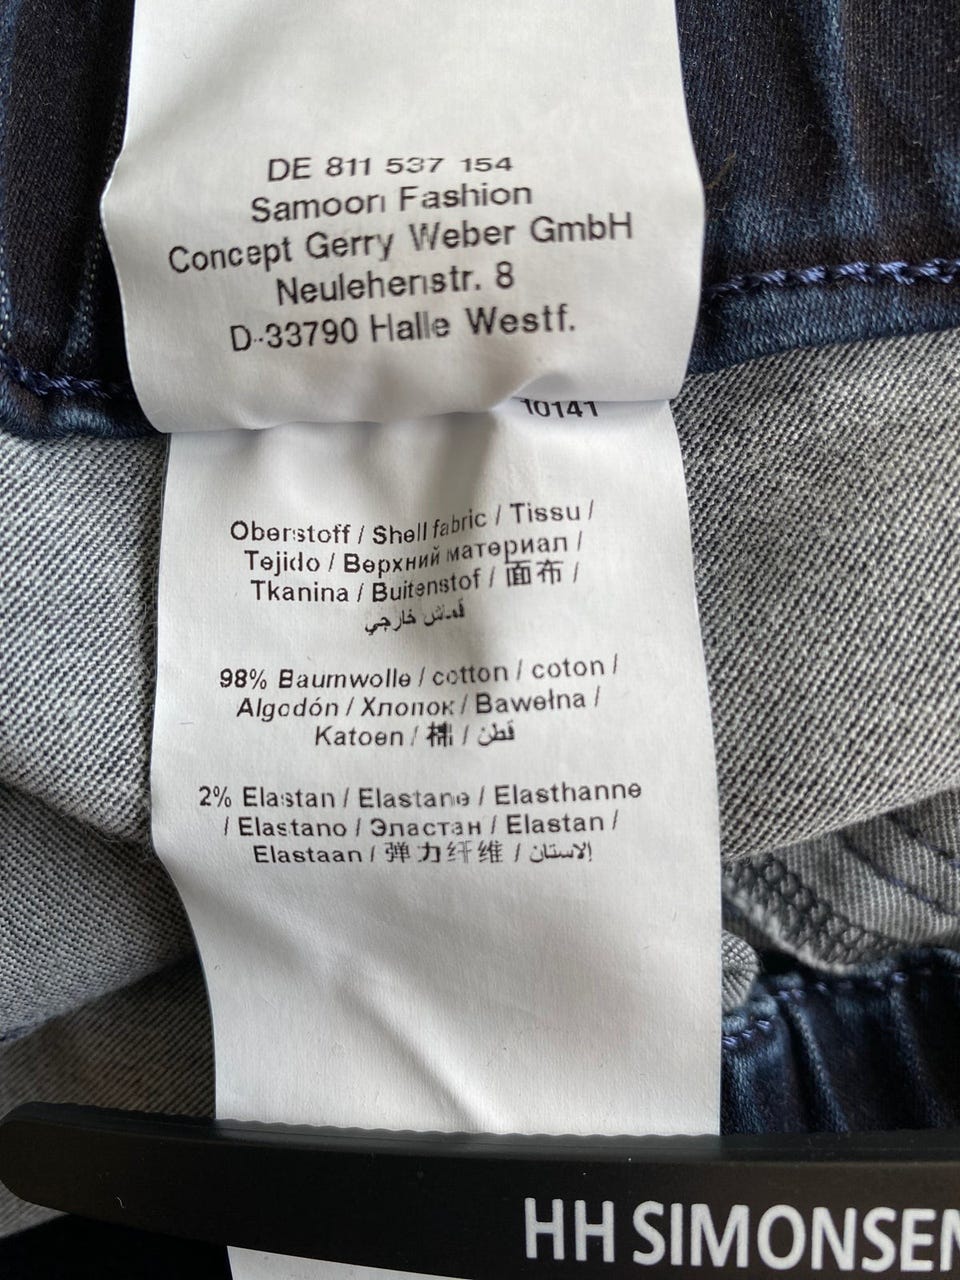 DE 811 537 154
Samoon Fashion
Concept Gerry Weber GmbH
Neulehenstr. 8
D-33790 Halle Westf.
10141
Oberstoff / Shell fabric / Tissu /
Tejido / Верхний материал /
Tkanina / Buitenstof / 面布 /
قماش خارجي
98% Baumwolle / cotton / coton /
Algodón / Хлопок / Bawełna /
Katoen / 棉 / قطن
2% Elastan / Elastane / Elasthanne
/ Elastano / Эластан / Elastan /
Elastaan / 弹力纤维 / الاستان
HH SIMONSEN